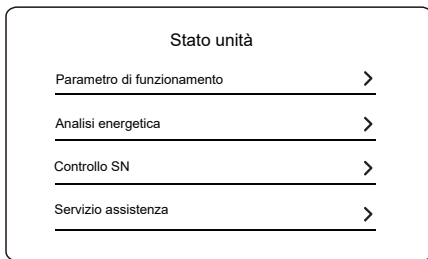 Stato unità
Parametro di funzionamento
Analisi energetica
Controllo SN
Servizio assistenza